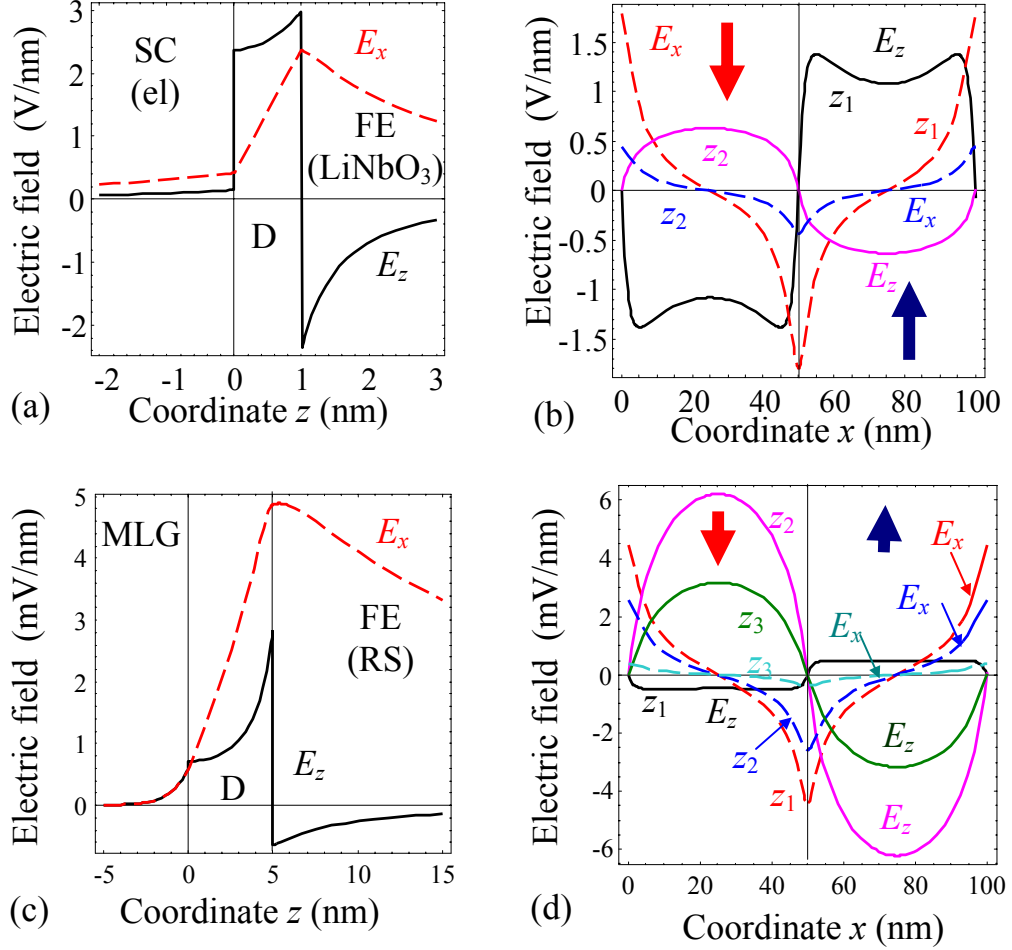 3
2
1
0
-1
-2
Electric field (V/nm)
SC
(el)
E_x
FE
(LiNbO₃)
D
E_z
-2
-1
0
1
2
3
(a)
Coordinate z (nm)
1.5
1
0.5
0
-0.5
-1
-1.5
Electric field (V/nm)
E_x
E_z
z₁
z₁
z₂
z₂
E_x
E_z
0
20
40
60
80
100
(b)
Coordinate x (nm)
5
4
3
2
1
0
Electric field (mV/nm)
MLG
E_x
FE
(RS)
D
E_z
-5
0
5
10
15
(c)
Coordinate z (nm)
6
4
2
0
-2
-4
-6
Electric field (mV/nm)
z₂
E_x
E_x
z₃
E_x
z₃
z₁
E_z
E_z
z₂
z₁
E_z
0
20
40
60
80
100
(d)
Coordinate x (nm)